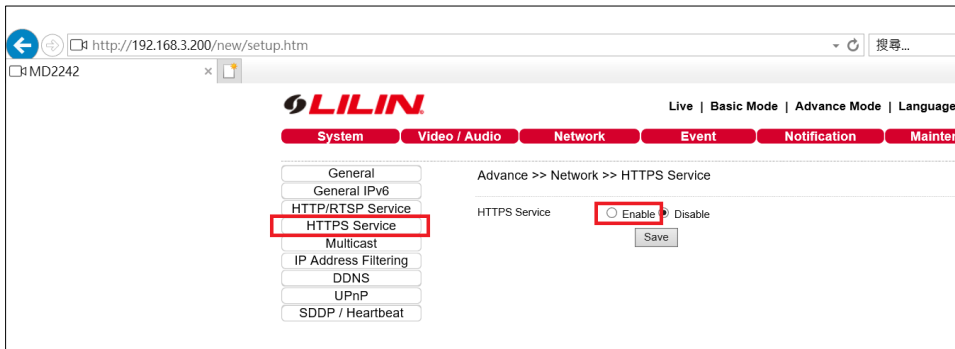 http://192.168.3.200/new/setup.htm 搜尋...
MD2242
LILIN
Live | Basic Mode | Advance Mode | Language
System Video / Audio Network Event Notification Mainter
General
General IPv6
HTTP/RTSP Service
HTTPS Service
Multicast
IP Address Filtering
DDNS
UPnP
SDDP / Heartbeat
Advance >> Network >> HTTPS Service
HTTPS Service Enable Disable
Save